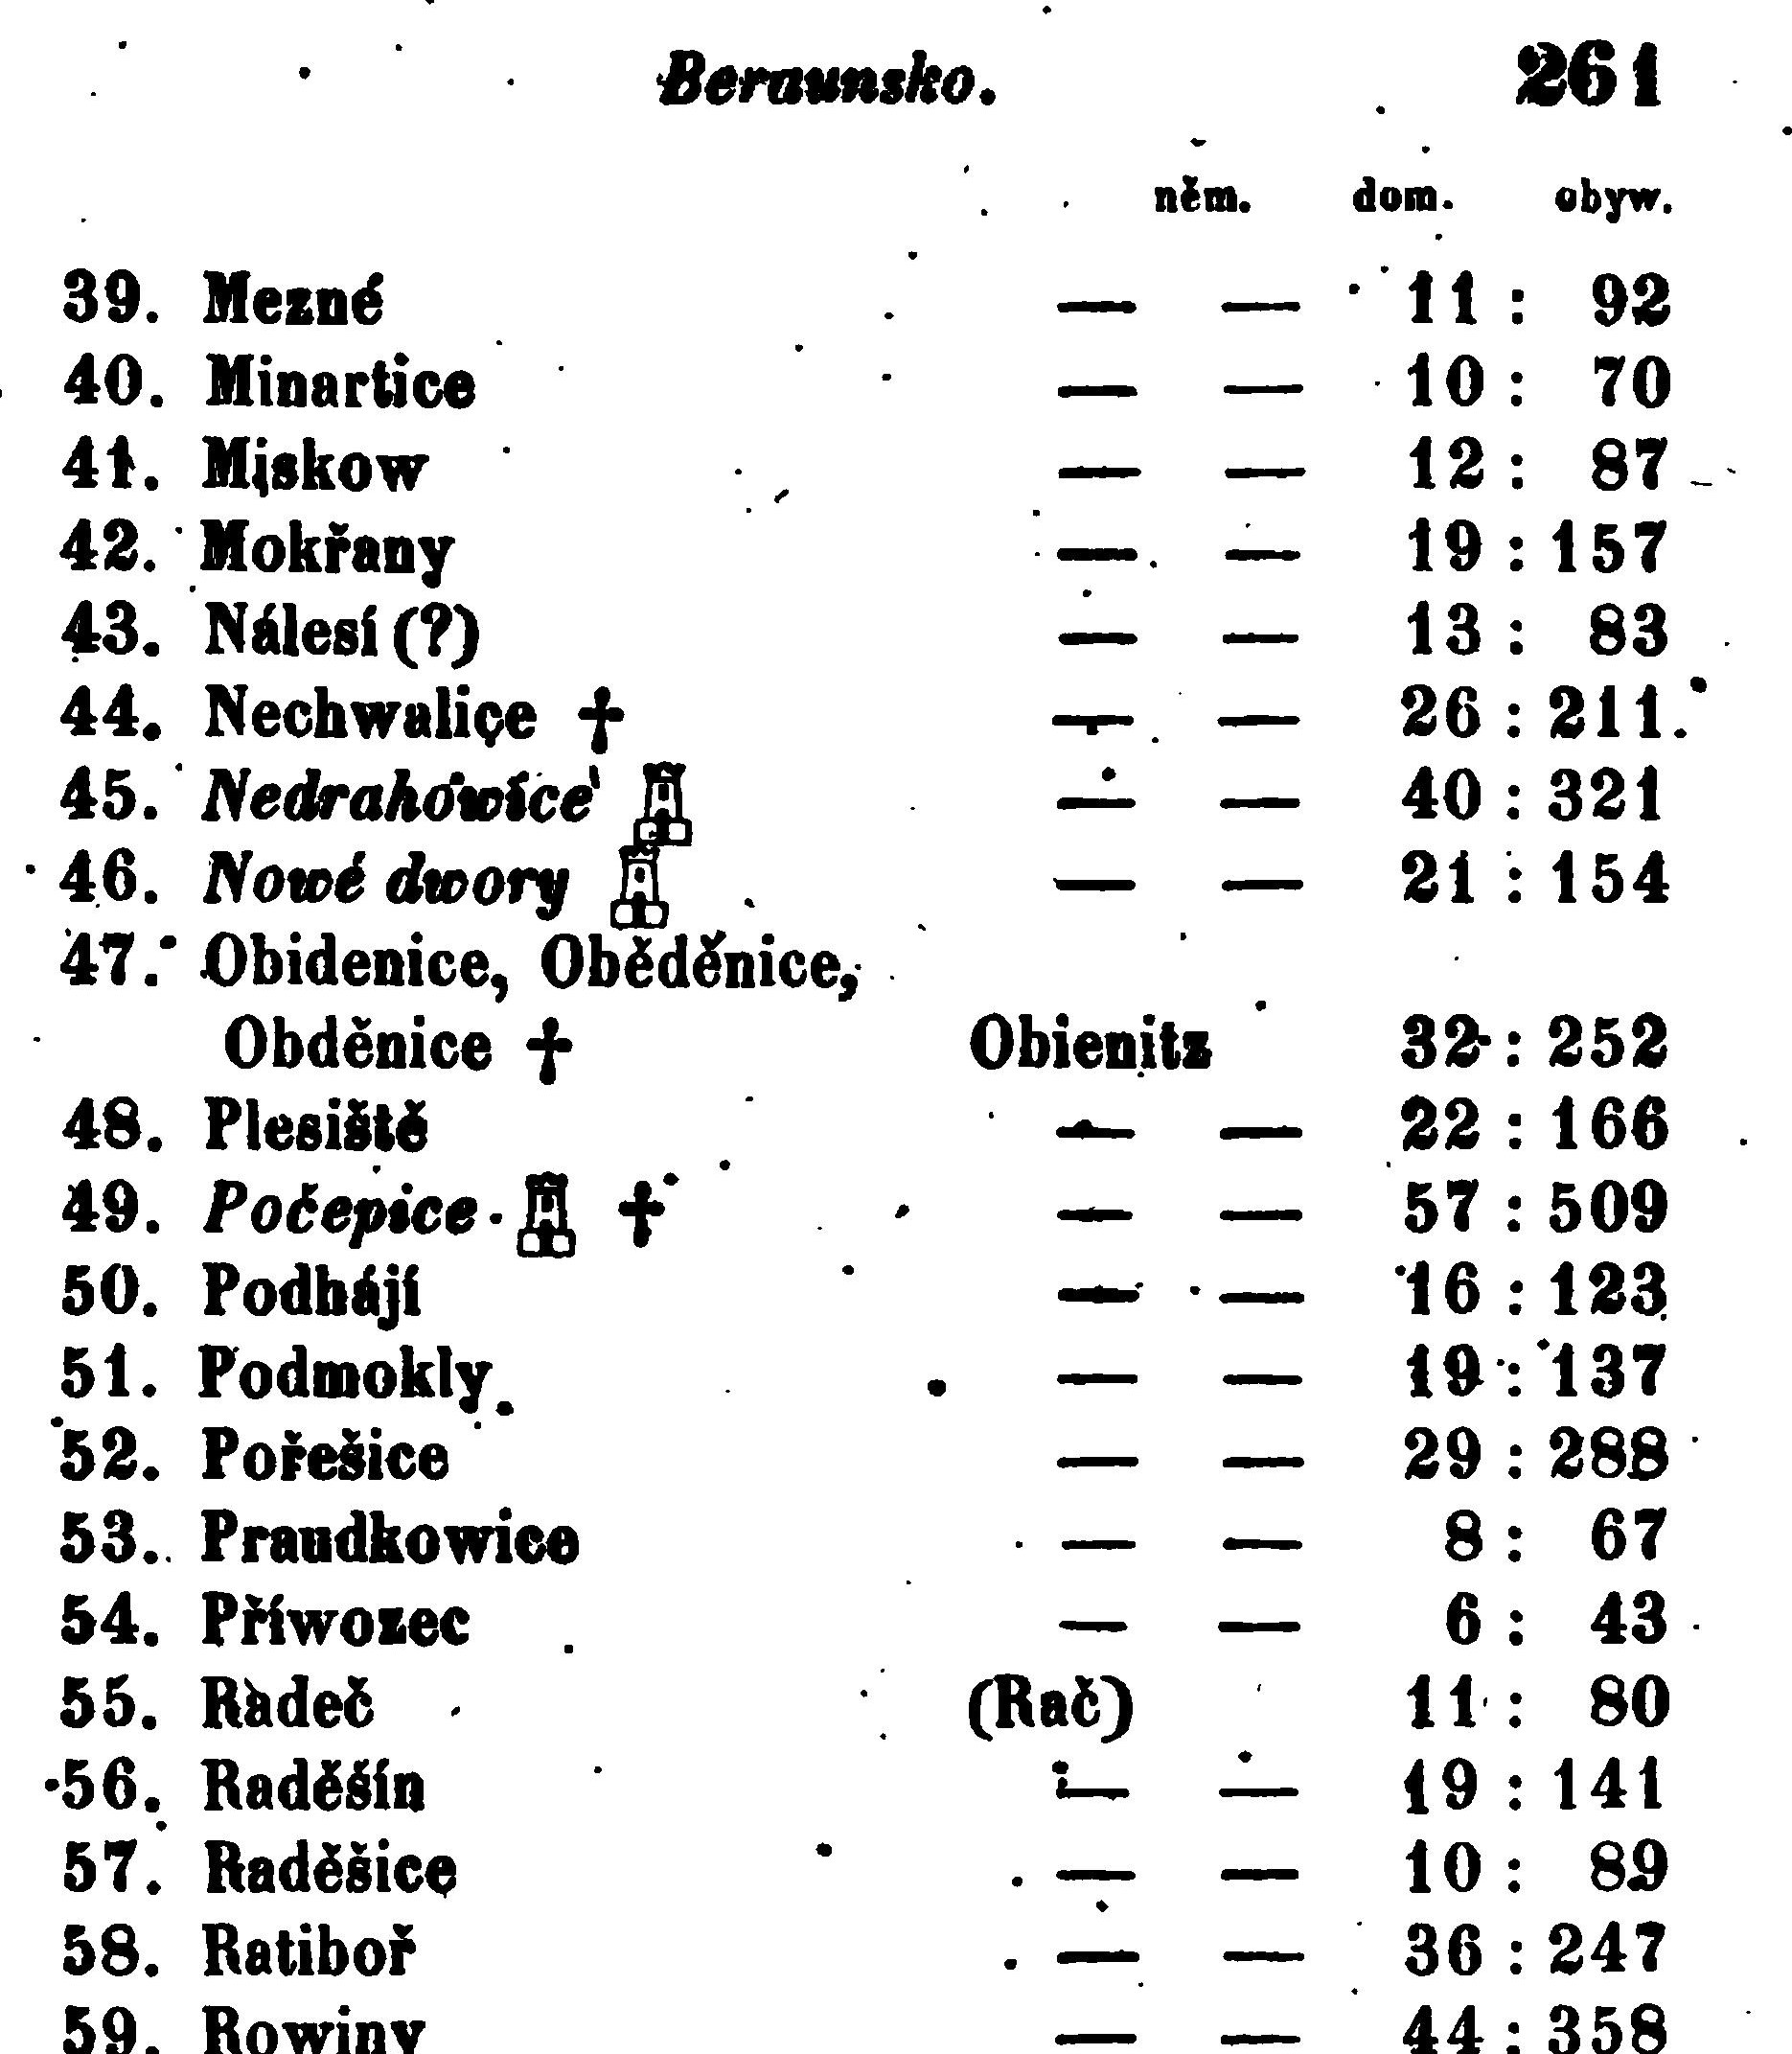 Beraunsko. 261
něm. dom. obyw.
39. Mezné — — 11 : 92
40. Minartice — — 10 : 70
41. Miskow — — 12 : 87
42. Mokřany — — 19 : 157
43. Nálesí (?) — — 13 : 83
44. Nechwalice † — — 26 : 211.
45. Nedrahowice — — 40 : 321
46. Nowé dwory — — 21 : 154
47. Obidenice, Oběděnice,
Obděnice † Obienitz 32 : 252
48. Plesiště — — 22 : 166
49. Počepice † — — 57 : 509
50. Podhájí — — 16 : 123
51. Podmokly — — 19 : 137
52. Pořešice — — 29 : 288
53. Praudkowice — — 8 : 67
54. Příwozec — — 6 : 43
55. Radeč (Rač) 11 : 80
56. Raděšín — — 19 : 141
57. Raděšice — — 10 : 89
58. Ratiboř — — 36 : 247
59. Rowiny — — 44 : 358